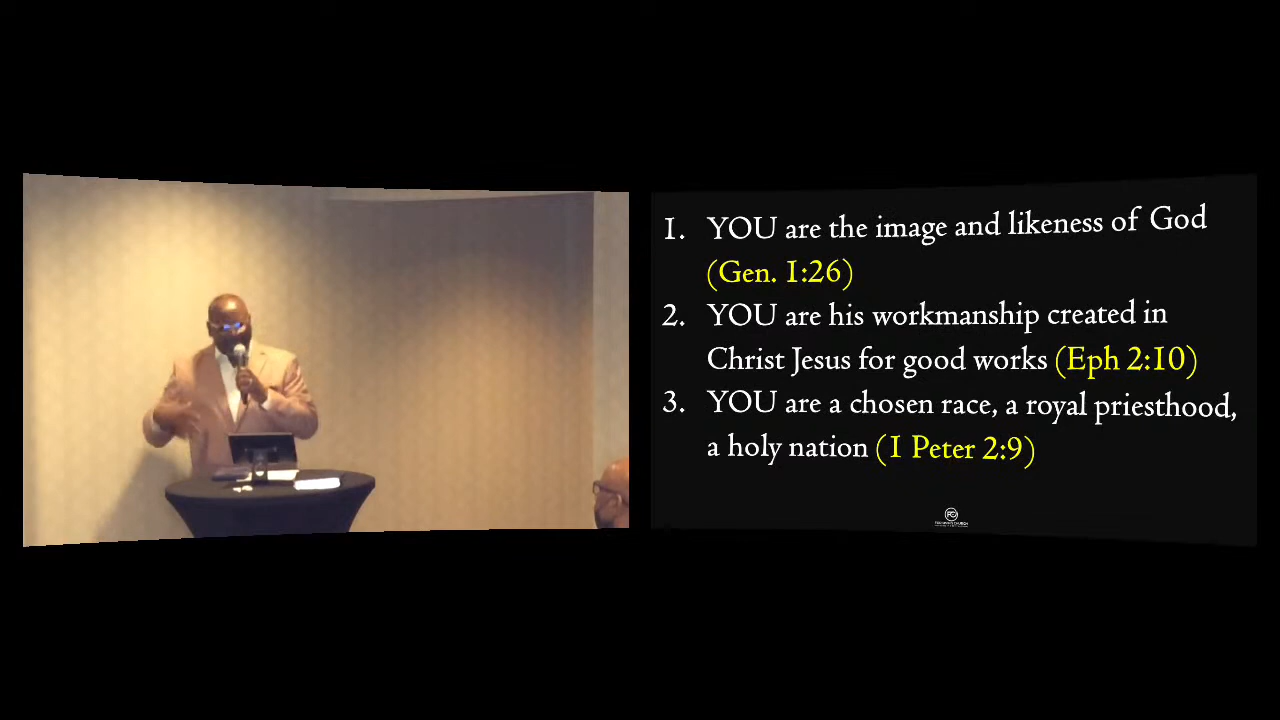 1. YOU are the image and likeness of God
(Gen. 1:26)
2. YOU are his workmanship created in
Christ Jesus for good works (Eph 2:10)
3. YOU are a chosen race, a royal priesthood,
a holy nation (1 Peter 2:9)